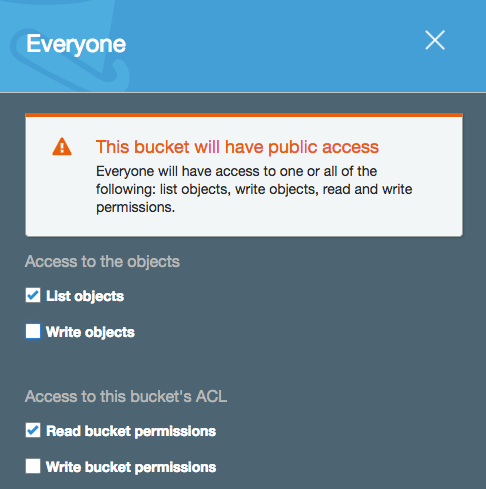 Everyone
This bucket will have public access
Everyone will have access to one or all of the
following: list objects, write objects, read and write
permissions.
Access to the objects
List objects
Write objects
Access to this bucket's ACL
Read bucket permissions
Write bucket permissions